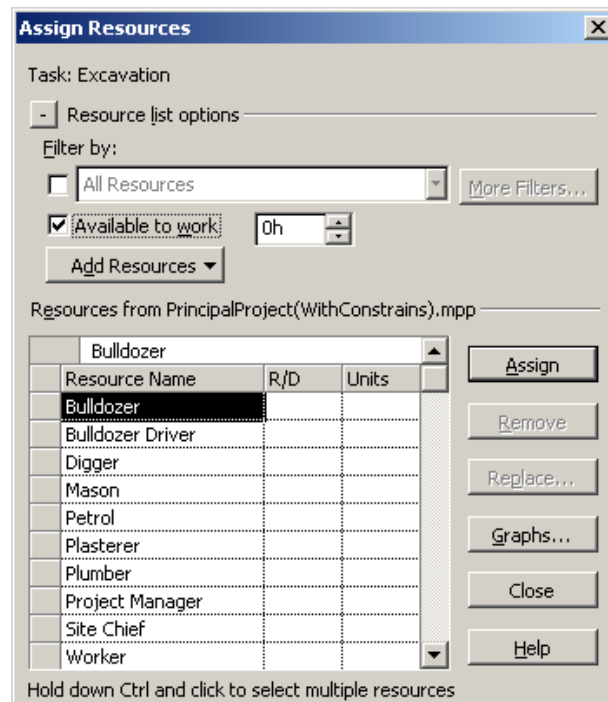 Assign Resources
Task: Excavation
- Resource list options
Filter by:
All Resources More Filters...
Available to work 0h
Add Resources
Resources from PrincipalProject(WithConstrains).mpp
Bulldozer
Resource Name R/D Units
Bulldozer
Bulldozer Driver
Digger
Mason
Petrol
Plasterer
Plumber
Project Manager
Site Chief
Worker
Assign
Remove
Replace...
Graphs...
Close
Help
Hold down Ctrl and click to select multiple resources